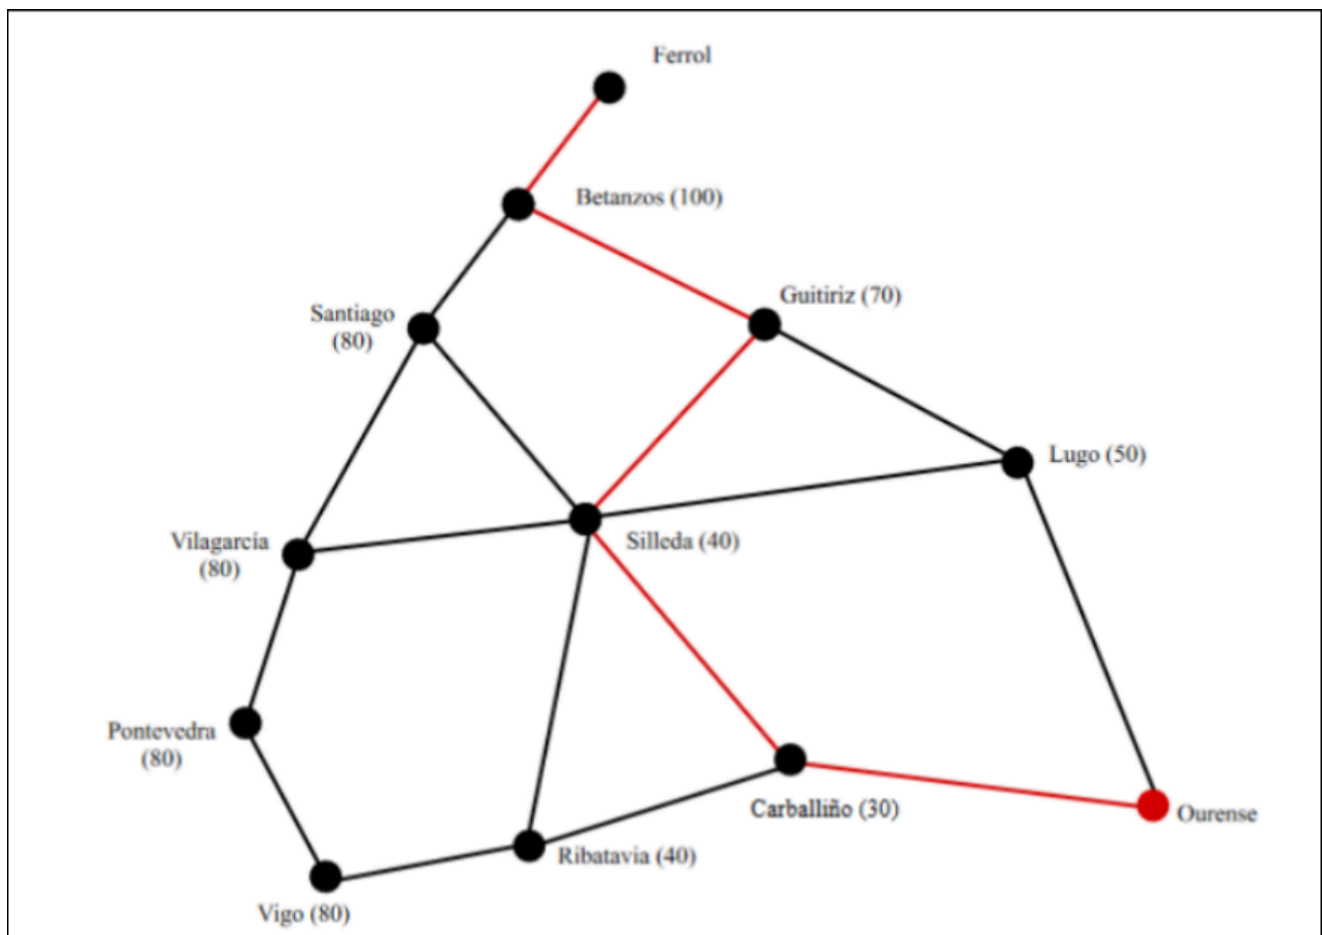 Ferrol
Betanzos (100)
Guitiriz (70)
Santiago
(80)
Lugo (50)
Silleda (40)
Vilagarcía
(80)
Pontevedra
(80)
Carballiño (30)
Ourense
Ribatavia (40)
Vigo (80)